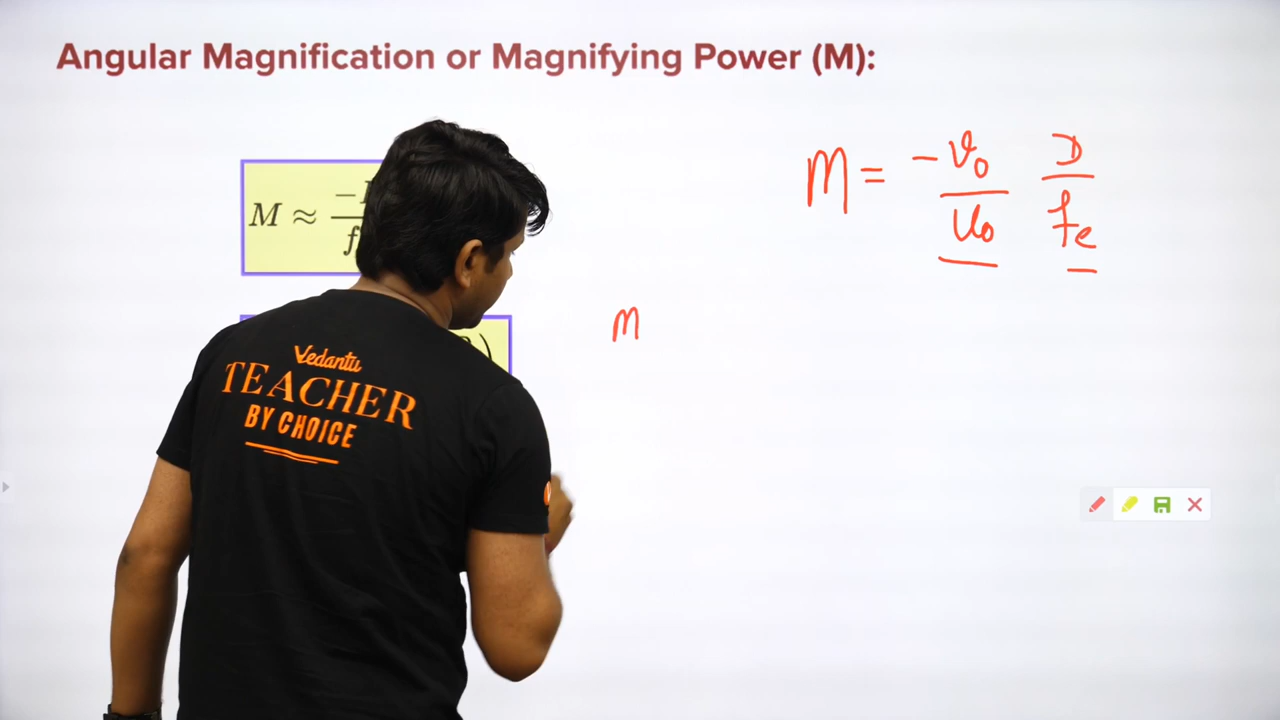 Angular Magnification or Magnifying Power (M):
M ≈
M = -v₀/u₀ D/fₑ
M
Vedantu
TEACHER
BY CHOICE